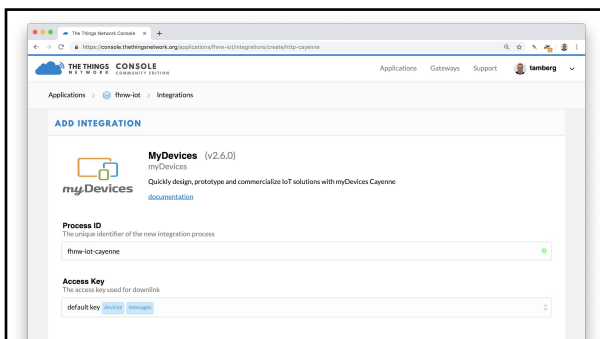 The Things Network Console
https://console.thethingsnetwork.org/applications/fhnw-iot/integrations/create/http-cayenne
THE THINGS NETWORK CONSOLE COMMUNITY EDITION
Applications Gateways Support tamberg
Applications > fhnw-iot > Integrations
ADD INTEGRATION
MyDevices (v2.6.0)
myDevices
Quickly design, prototype and commercialize IoT solutions with myDevices Cayenne
documentation
myDevices
Process ID
The unique identifier of the new integration process
fhnw-iot-cayenne
Access Key
The access key used for downlink
default key devices messages